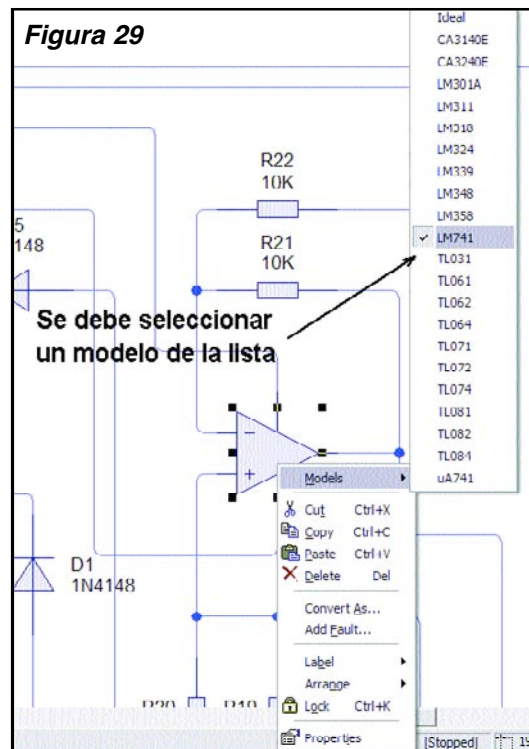 Figura 29
Ideal
CA3140E
CA3240E
LM301A
LM311
LM318
LM324
LM339
LM348
LM358
LM741
TL031
TL061
TL062
TL064
TL071
TL072
TL074
TL081
TL082
TL084
uA741
R22
10K
R21
10K
5
148
Se debe seleccionar
un modelo de la lista
Models
Cut Ctrl+X
Copy Ctrl+C
Paste Ctrl+V
Delete Del
Convert As...
Add Fault...
Label
Arrange
Lock Ctrl+K
Properties
D1
1N4148
R20 R19
[Stopped]